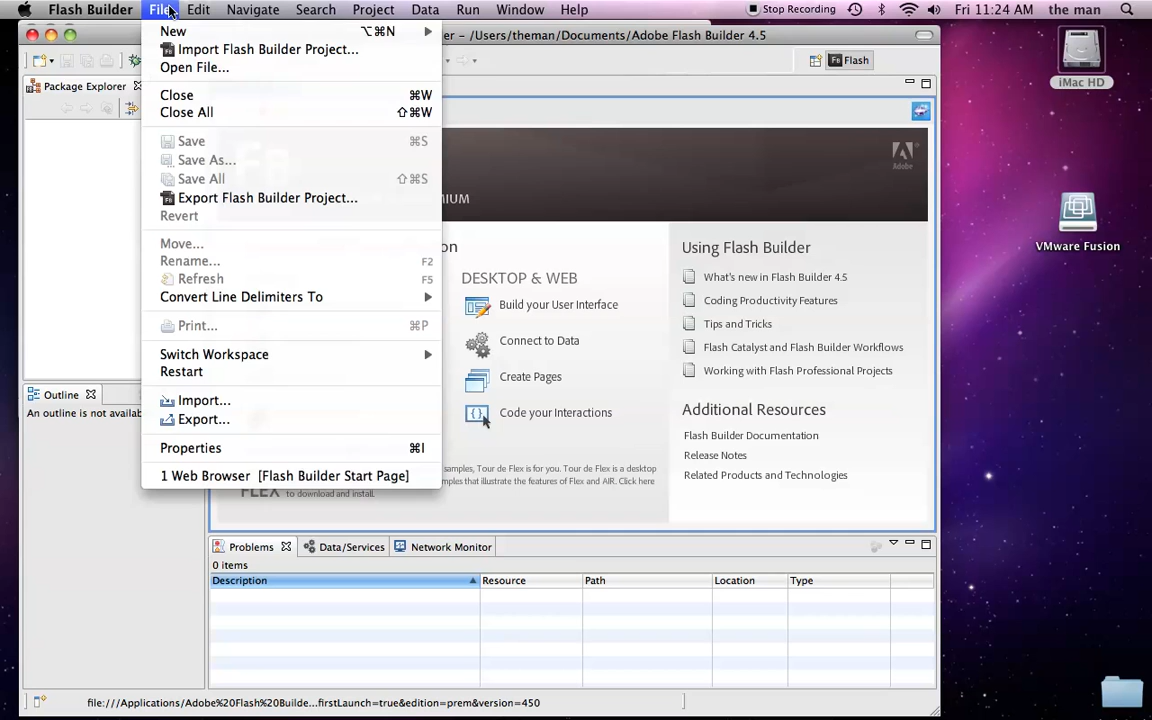 Flash Builder File Edit Navigate Search Project Data Run Window Help Stop Recording Fri 11:24 AM the man
er – /Users/theman/Documents/Adobe Flash Builder 4.5
Flash
Package Explorer
New ⌥⌘N
Import Flash Builder Project...
Open File...
Close ⌘W
Close All ⇧⌘W
Save ⌘S
Save As...
Save All ⇧⌘S
Export Flash Builder Project...
Revert
Move...
Rename... F2
Refresh F5
Convert Line Delimiters To
Print... ⌘P
Switch Workspace
Restart
Import...
Export...
Properties ⌘I
1 Web Browser [Flash Builder Start Page]
Outline
An outline is not availab
Adobe
MIUM
on
DESKTOP & WEB
Build your User Interface
Connect to Data
Create Pages
Code your Interactions
amples, Tour de Flex is for you. Tour de Flex is a desktop
amples that illustrate the features of Flex and AIR. Click here
FLEX to download and install.
Using Flash Builder
What's new in Flash Builder 4.5
Coding Productivity Features
Tips and Tricks
Flash Catalyst and Flash Builder Workflows
Working with Flash Professional Projects
Additional Resources
Flash Builder Documentation
Release Notes
Related Products and Technologies
Problems Data/Services Network Monitor
0 items
Description Resource Path Location Type
file:///Applications/Adobe%20Flash%20Builde...firstLaunch=true&edition=prem&version=450
iMac HD
VMware Fusion